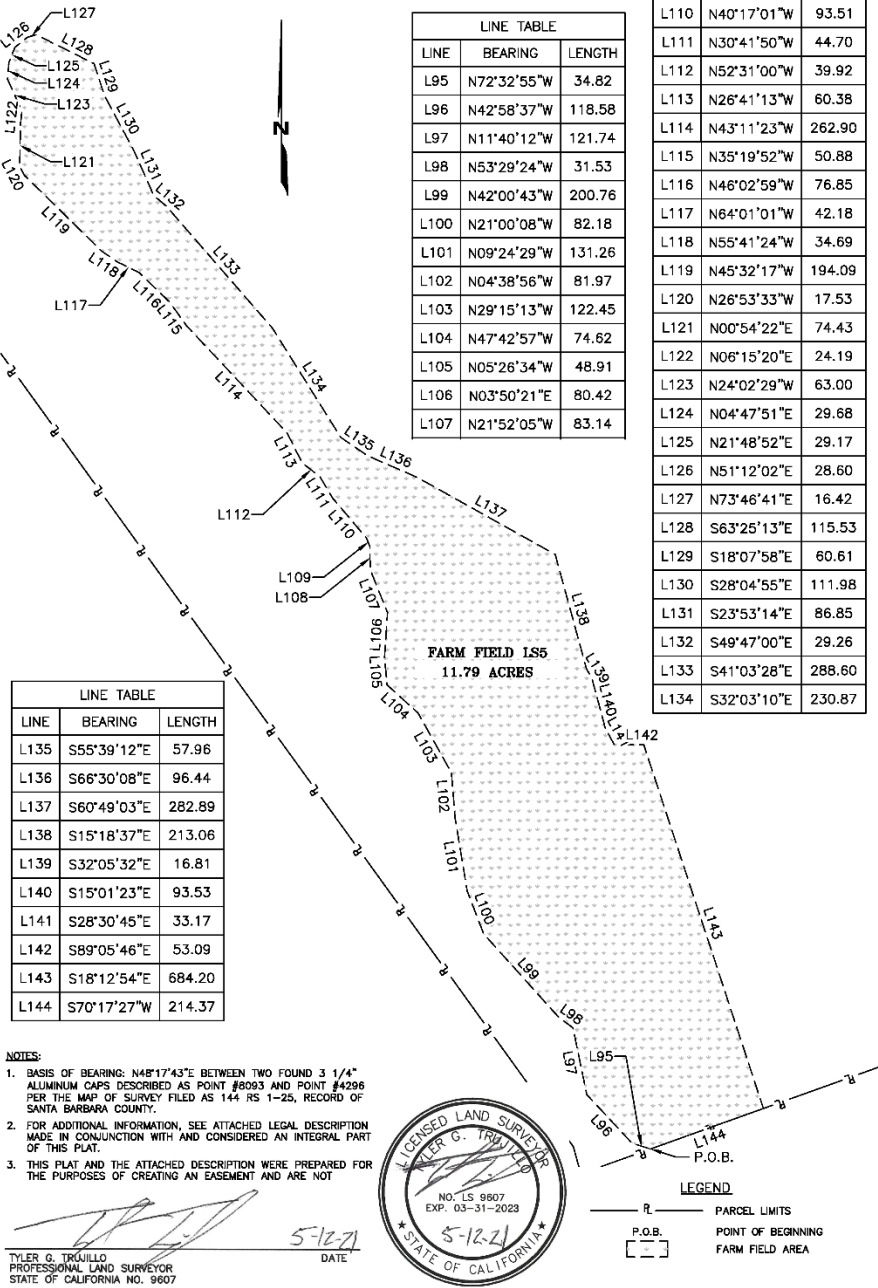 L127
L126
L128
L125
L124
L129
L123
L122
L130
L121
L120
L131
L132
L119
L133
L118
L117
L116
L115
L134
L114
L135
L136
L113
L137
L112
L111
L110
L109
L108
L107
L106
L105
L104
L103
L102
L101
L100
L99
L98
L97
L96
L95
L138
L139
L140
L141
L142
L143
L144
P.O.B.
N
FARM FIELD LS5
11.79 ACRES
LINE TABLE
LINE BEARING LENGTH
L95 N72°32'55"W 34.82
L96 N42°58'37"W 118.58
L97 N11°40'12"W 121.74
L98 N53°29'24"W 31.53
L99 N42°00'43"W 200.76
L100 N21°00'08"W 82.18
L101 N09°24'29"W 131.26
L102 N04°38'56"W 81.97
L103 N29°15'13"W 122.45
L104 N47°42'57"W 74.62
L105 N05°26'34"W 48.91
L106 N03°50'21"E 80.42
L107 N21°52'05"W 83.14
L110 N40°17'01"W 93.51
L111 N30°41'50"W 44.70
L112 N52°31'00"W 39.92
L113 N26°41'13"W 60.38
L114 N43°11'23"W 262.90
L115 N35°19'52"W 50.88
L116 N46°02'59"W 76.85
L117 N64°01'01"W 42.18
L118 N55°41'24"W 34.69
L119 N45°32'17"W 194.09
L120 N26°53'33"W 17.53
L121 N00°54'22"E 74.43
L122 N06°15'20"E 24.19
L123 N24°02'29"W 63.00
L124 N04°47'51"E 29.68
L125 N21°48'52"E 29.17
L126 N51°12'02"E 28.60
L127 N73°46'41"E 16.42
L128 S63°25'13"E 115.53
L129 S18°07'58"E 60.61
L130 S28°04'55"E 111.98
L131 S23°53'14"E 86.85
L132 S49°47'00"E 29.26
L133 S41°03'28"E 288.60
L134 S32°03'10"E 230.87
LINE TABLE
LINE BEARING LENGTH
L135 S55°39'12"E 57.96
L136 S66°30'08"E 96.44
L137 S60°49'03"E 282.89
L138 S15°18'37"E 213.06
L139 S32°05'32"E 16.81
L140 S15°01'23"E 93.53
L141 S28°30'45"E 33.17
L142 S89°05'46"E 53.09
L143 S18°12'54"E 684.20
L144 S70°17'27"W 214.37
NOTES:
1. BASIS OF BEARING: N48°17'43"E BETWEEN TWO FOUND 3 1/4"
ALUMINUM CAPS DESCRIBED AS POINT #8093 AND POINT #4296
PER THE MAP OF SURVEY FILED AS 144 RS 1-25, RECORD OF
SANTA BARBARA COUNTY.
2. FOR ADDITIONAL INFORMATION, SEE ATTACHED LEGAL DESCRIPTION
MADE IN CONJUNCTION WITH AND CONSIDERED AN INTEGRAL PART
OF THIS PLAT.
3. THIS PLAT AND THE ATTACHED DESCRIPTION WERE PREPARED FOR
THE PURPOSES OF CREATING AN EASEMENT AND ARE NOT
5-12-21
TYLER G. TRUJILLO DATE
PROFESSIONAL LAND SURVEYOR
STATE OF CALIFORNIA NO. 9607
LICENSED LAND SURVEYOR
TYLER G. TRUJILLO
NO. LS 9607
EXP. 03-31-2023
5-12-21
STATE OF CALIFORNIA
LEGEND
PL PARCEL LIMITS
P.O.B. POINT OF BEGINNING
FARM FIELD AREA